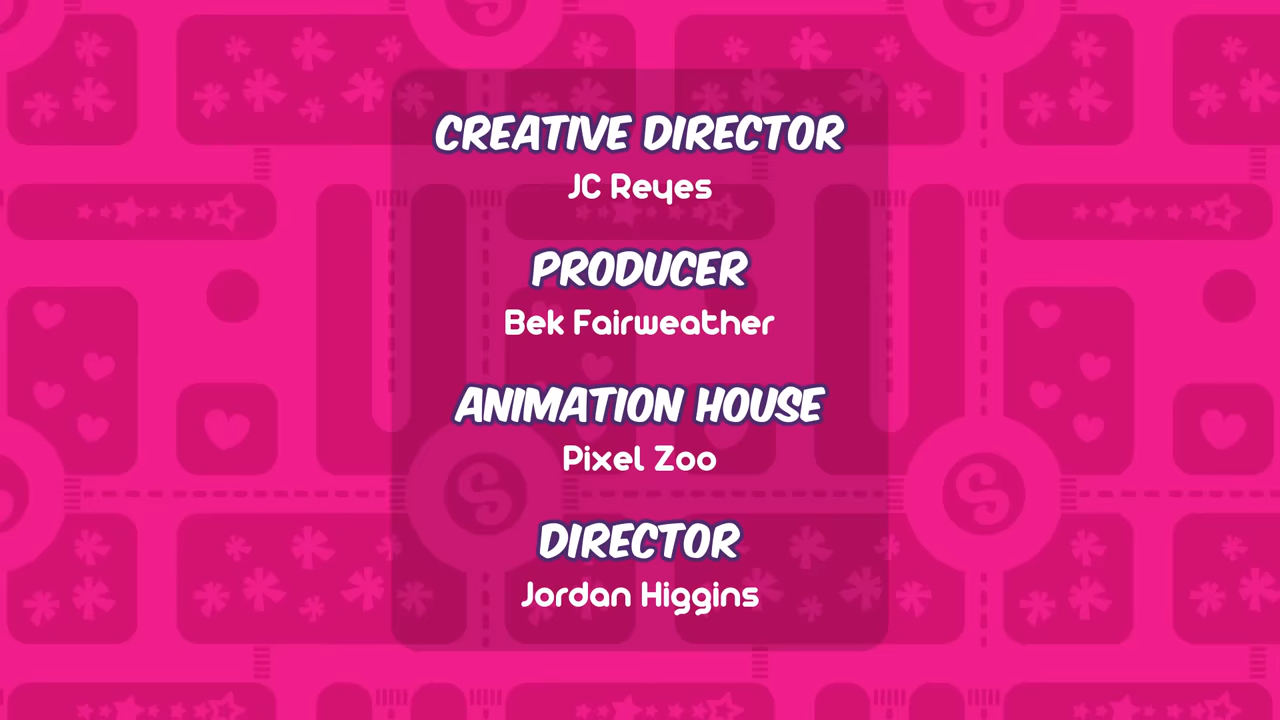 CREATIVE DIRECTOR
JC Reyes
PRODUCER
Bek Fairweather
ANIMATION HOUSE
Pixel Zoo
DIRECTOR
Jordan Higgins